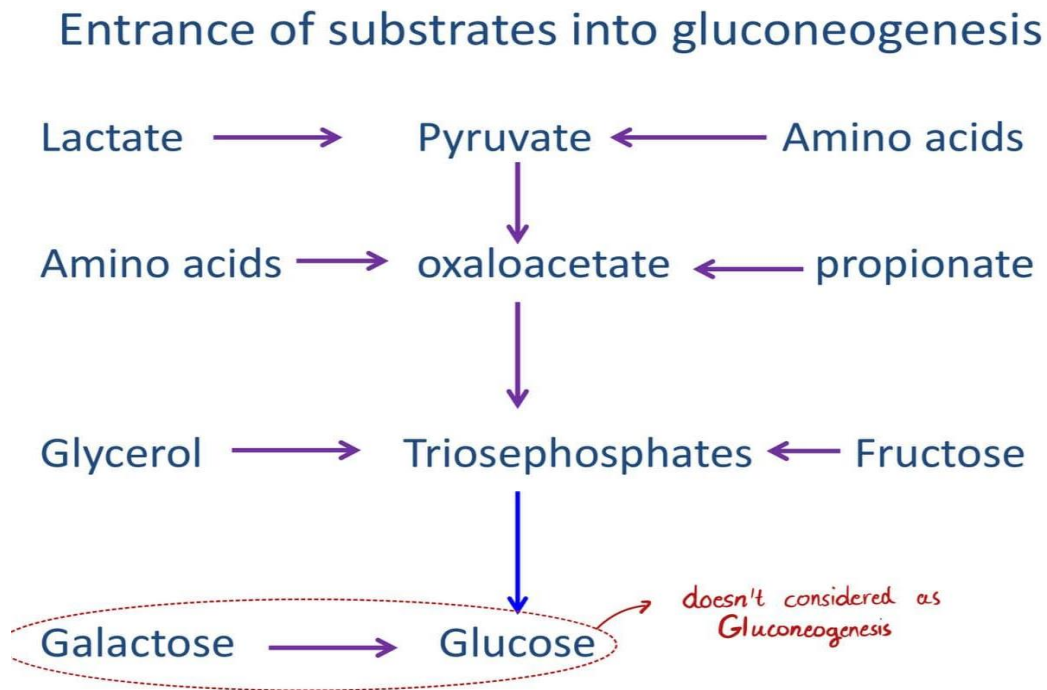 Entrance of substrates into gluconeogenesis
Lactate Pyruvate Amino acids
Amino acids oxaloacetate propionate
Glycerol Triosephosphates Fructose
doesn't considered as
Gluconeogenesis
Galactose Glucose